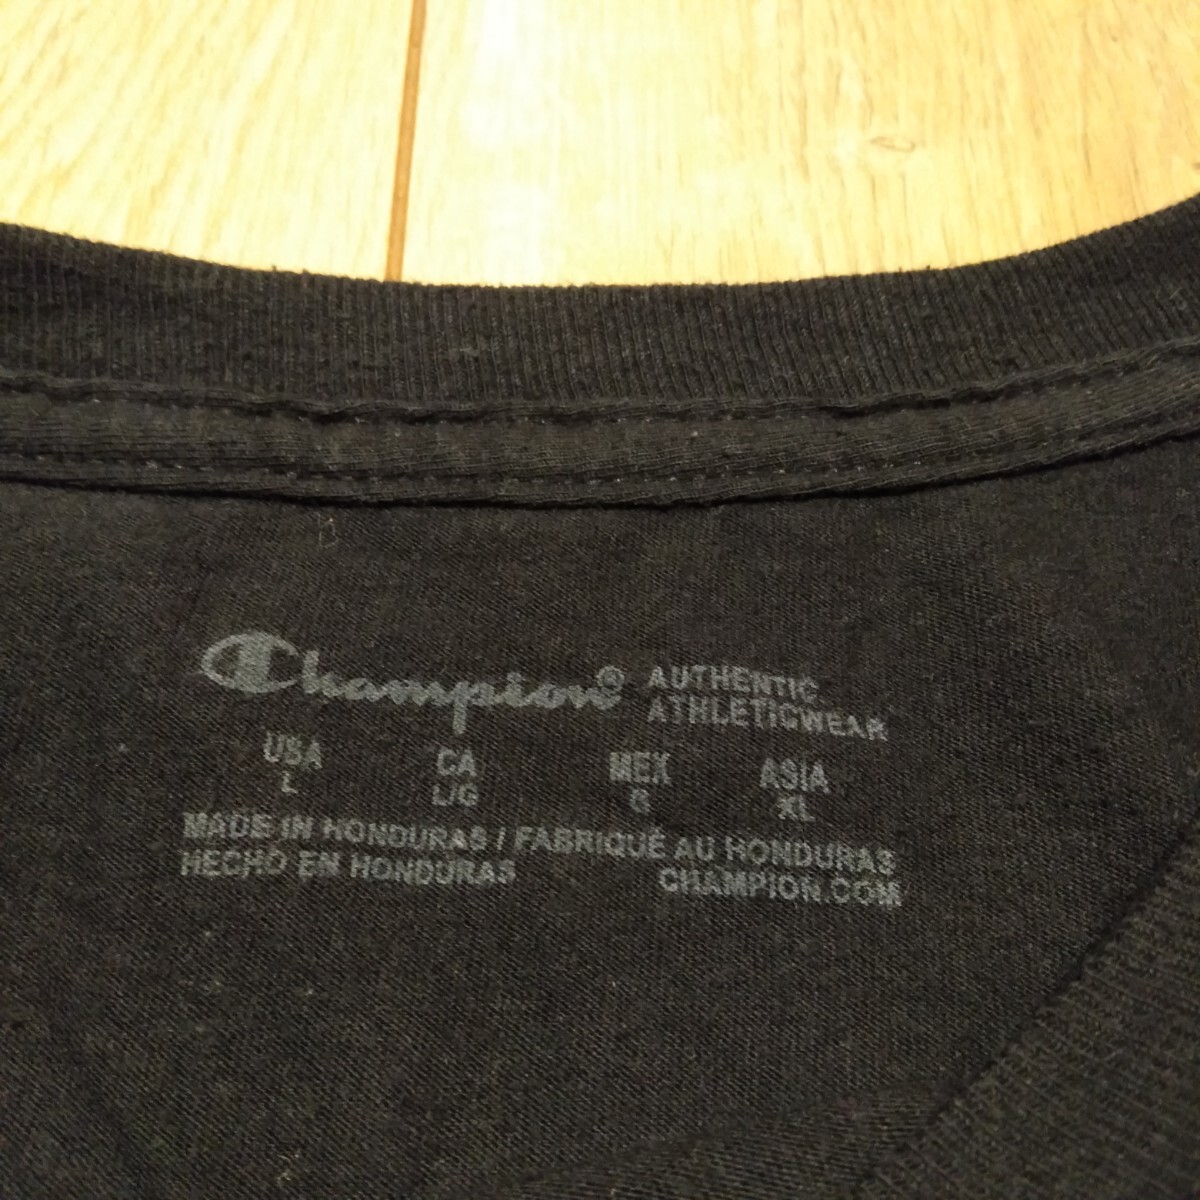 Champion® AUTHENTIC ATHLETICWEAR
USA CA MEX ASIA
L L/G G XL
MADE IN HONDURAS / FABRIQUÉ AU HONDURAS
HECHO EN HONDURAS CHAMPION.COM